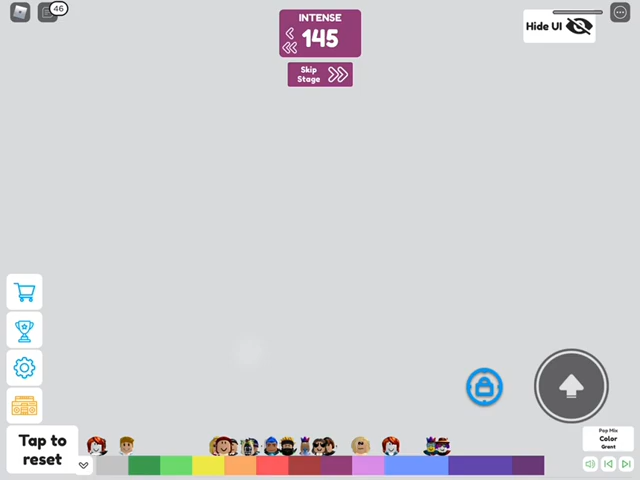 46
INTENSE
145
Skip
Stage
Hide UI
Tap to
reset
Pop Mix
Color
Grant